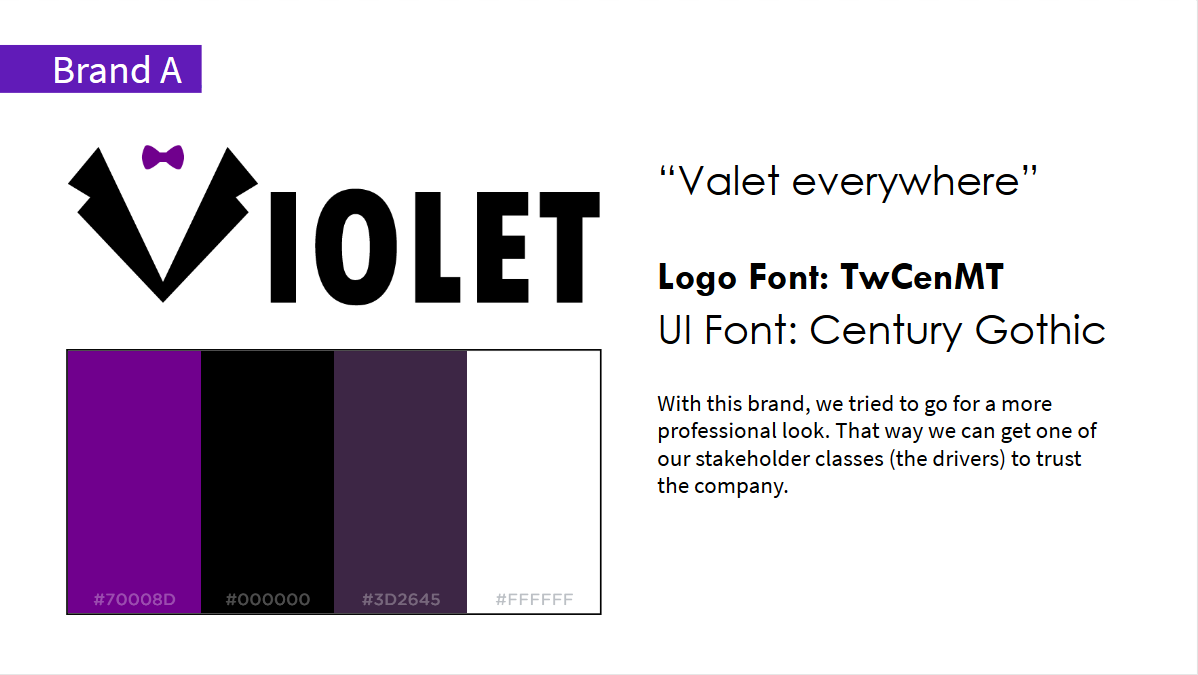 Brand A
VIOLET
#70008D #000000 #3D2645 #FFFFFF
“Valet everywhere”
Logo Font: TwCenMT
UI Font: Century Gothic
With this brand, we tried to go for a more
professional look. That way we can get one of
our stakeholder classes (the drivers) to trust
the company.